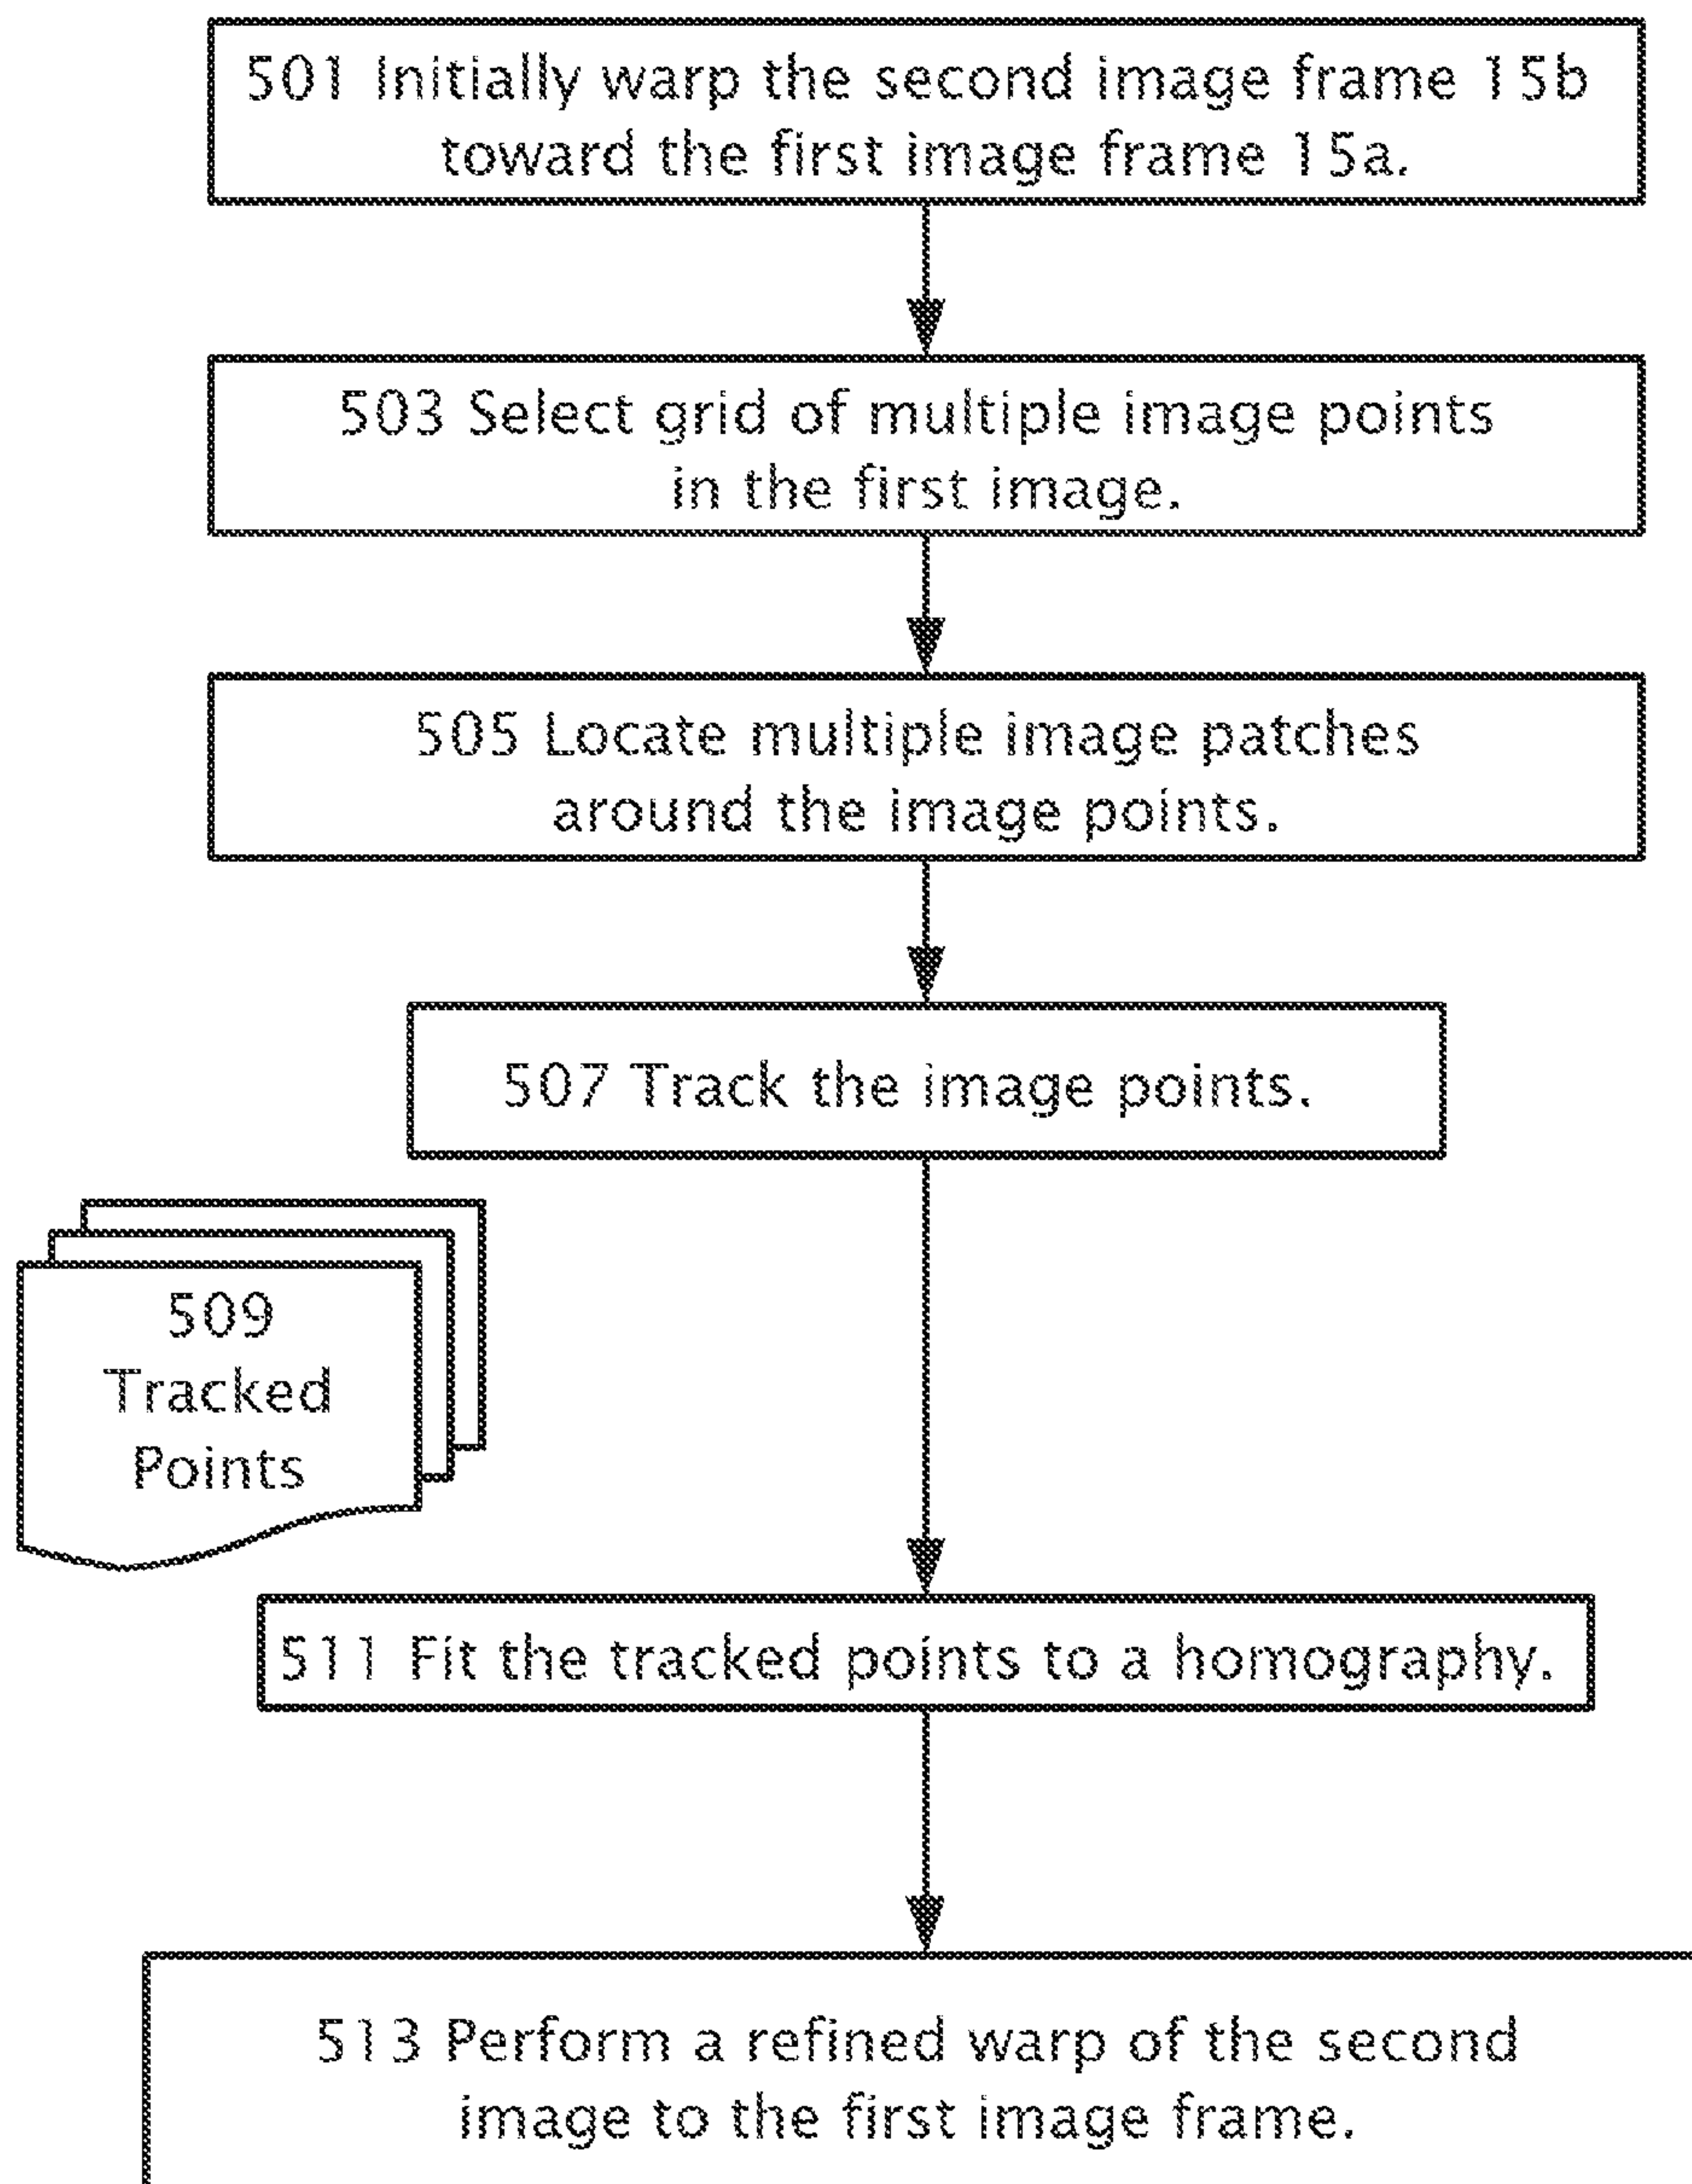 501 Initially warp the second image frame 15b
toward the first image frame 15a.
503 Select grid of multiple image points
in the first image.
505 Locate multiple image patches
around the image points.
507 Track the image points.
509
Tracked
Points
511 Fit the tracked points to a homography.
513 Perform a refined warp of the second
image to the first image frame.